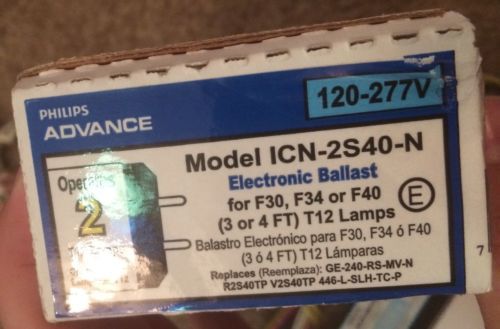 PHILIPS
ADVANCE
120-277V
Model ICN-2S40-N
Electronic Ballast
for F30, F34 or F40
(3 or 4 FT) T12 Lamps
Balastro Electrónico para F30, F34 ó F40
(3 ó 4 FT) T12 Lámparas
Replaces (Reemplaza): GE-240-RS-MV-N
R2S40TP V2S40TP 446-L-SLH-TC-P
2
E
7